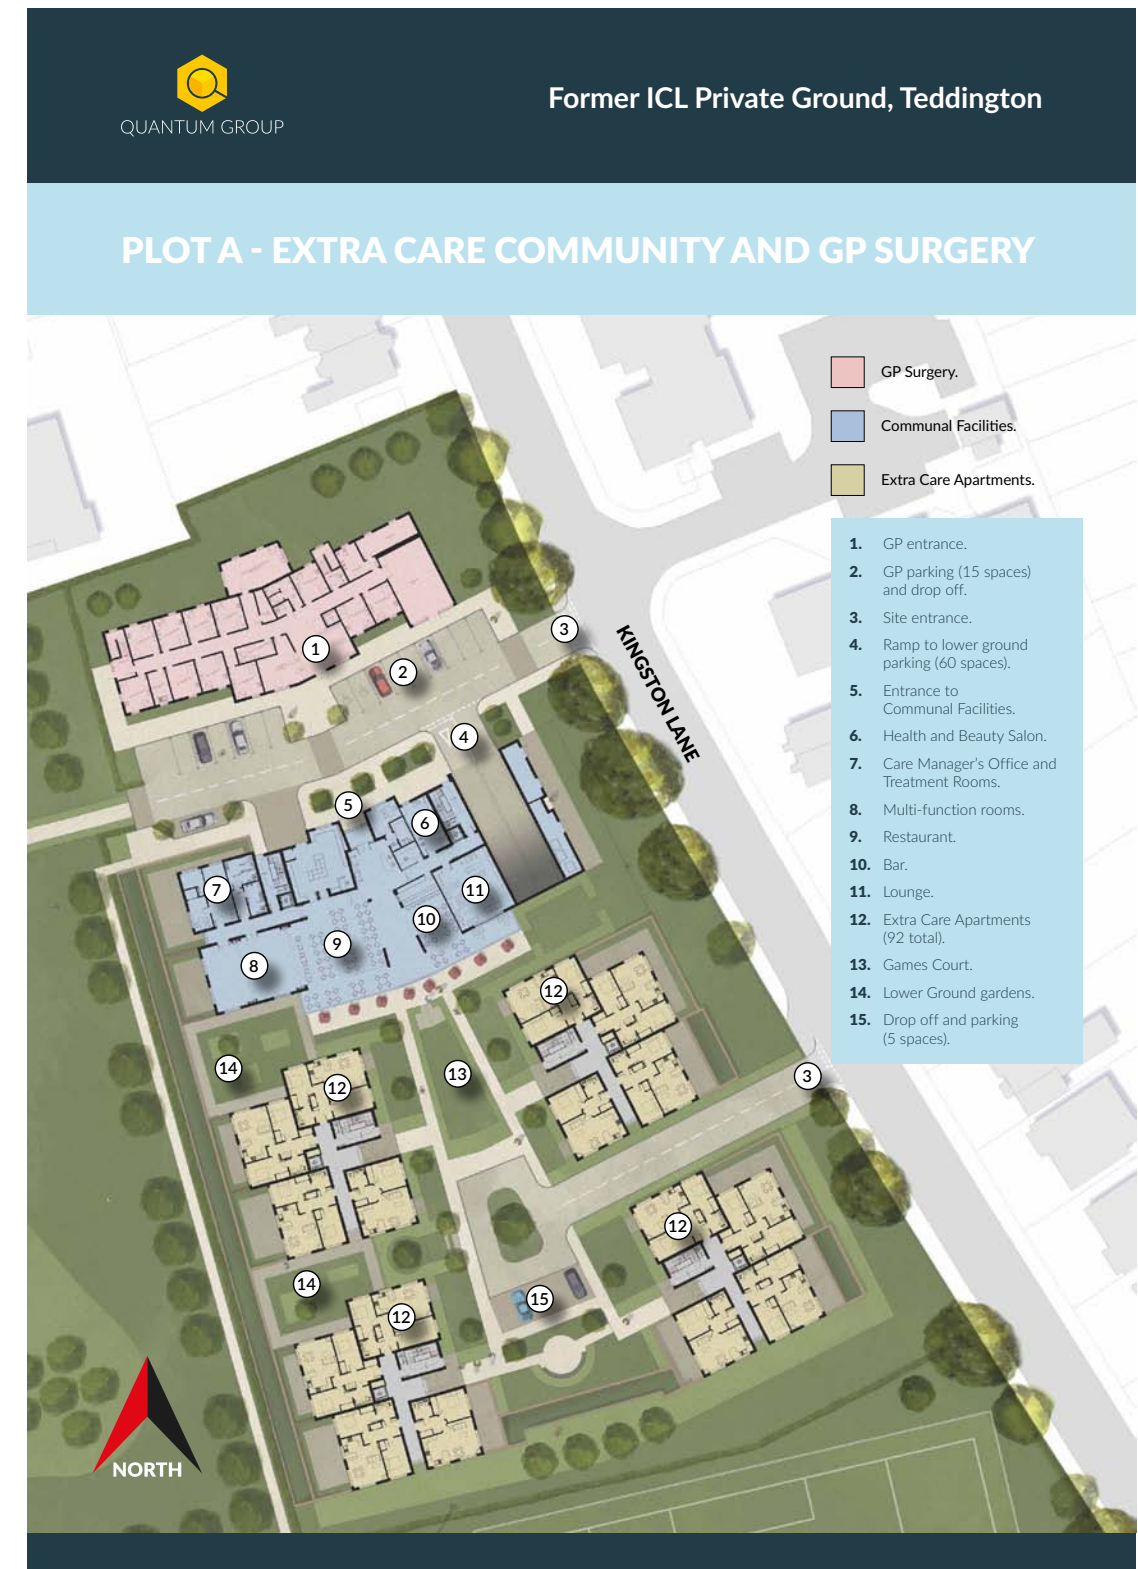 QUANTUM GROUP
Former ICL Private Ground, Teddington
PLOT A - EXTRA CARE COMMUNITY AND GP SURGERY
GP Surgery.
Communal Facilities.
Extra Care Apartments.
1. GP entrance.
2. GP parking (15 spaces)
and drop off.
3. Site entrance.
4. Ramp to lower ground
parking (60 spaces).
5. Entrance to
Communal Facilities.
6. Health and Beauty Salon.
7. Care Manager's Office and
Treatment Rooms.
8. Multi-function rooms.
9. Restaurant.
10. Bar.
11. Lounge.
12. Extra Care Apartments
(92 total).
13. Games Court.
14. Lower Ground gardens.
15. Drop off and parking
(5 spaces).
KINGSTON LANE
3
1
2
4
5
6
7
11
10
9
8
12
14
12
13
3
12
14
15
12
NORTH